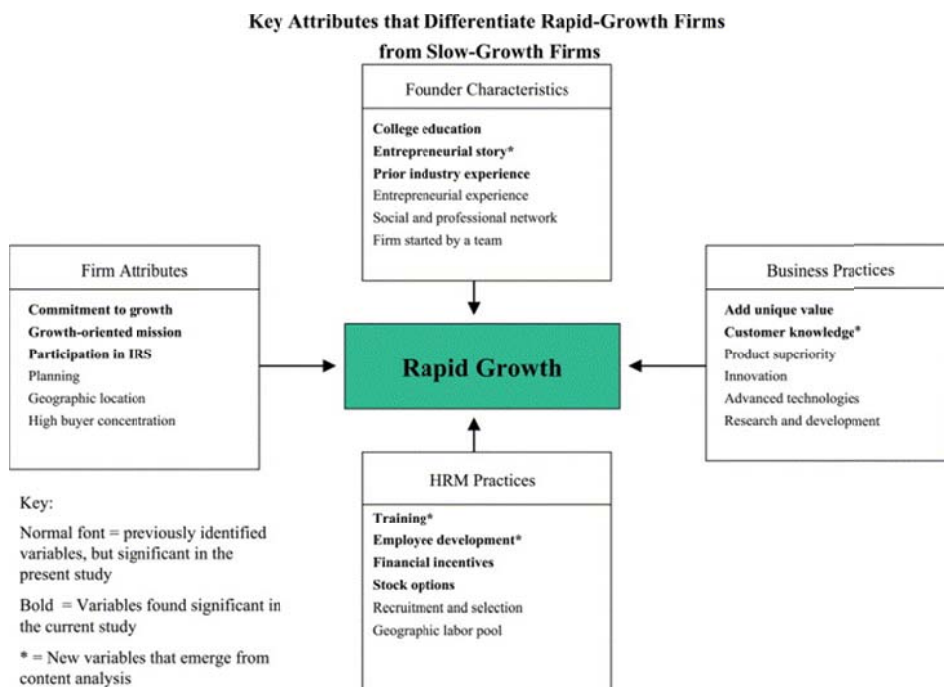 Key Attributes that Differentiate Rapid-Growth Firms
from Slow-Growth Firms
Founder Characteristics
College education
Entrepreneurial story*
Prior industry experience
Entrepreneurial experience
Social and professional network
Firm started by a team
Firm Attributes
Commitment to growth
Growth-oriented mission
Participation in IRS
Planning
Geographic location
High buyer concentration
Rapid Growth
Business Practices
Add unique value
Customer knowledge*
Product superiority
Innovation
Advanced technologies
Research and development
HRM Practices
Training*
Employee development*
Financial incentives
Stock options
Recruitment and selection
Geographic labor pool
Key:
Normal font = previously identified
variables, but significant in the
present study
Bold = Variables found significant in
the current study
* = New variables that emerge from
content analysis